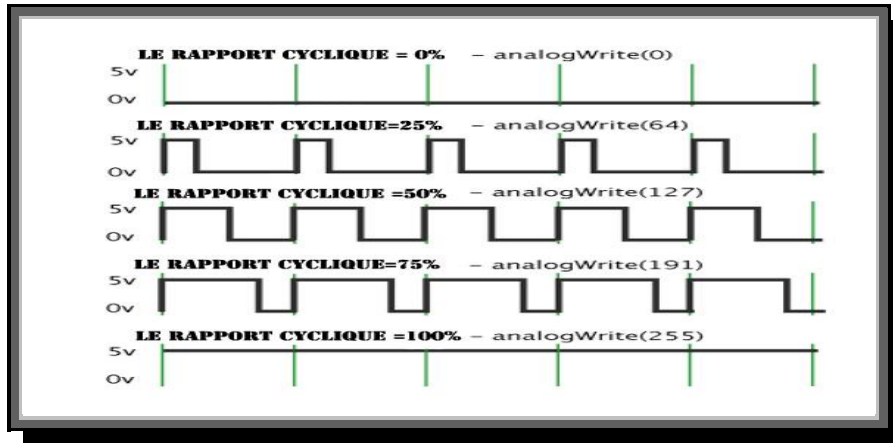 LE RAPPORT CYCLIQUE = 0% – analogWrite(0)
5v
0v
LE RAPPORT CYCLIQUE=25% – analogWrite(64)
5v
0v
LE RAPPORT CYCLIQUE =50% – analogWrite(127)
5v
0v
LE RAPPORT CYCLIQUE=75% – analogWrite(191)
5v
0v
LE RAPPORT CYCLIQUE =100% – analogWrite(255)
5v
0v